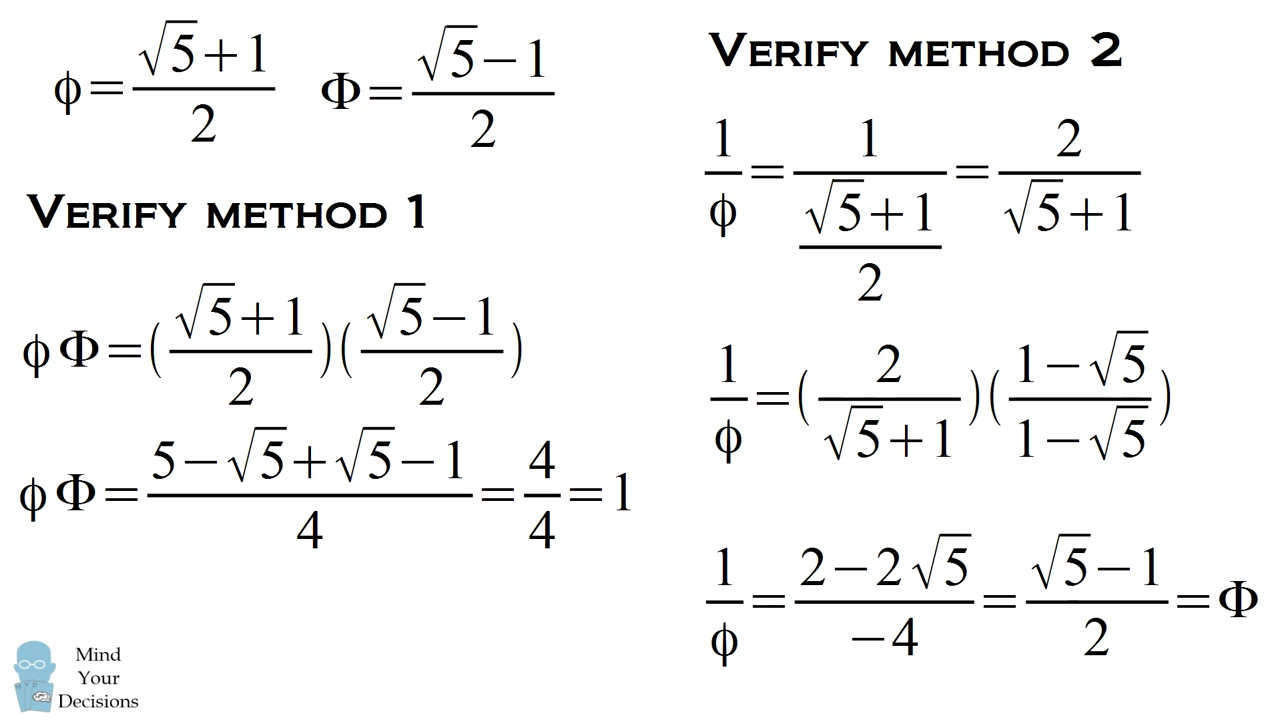 ϕ = (√5+1)/2   Φ = (√5−1)/2
VERIFY METHOD 1
ϕ Φ = ((√5+1)/2)((√5−1)/2)
ϕ Φ = (5−√5+√5−1)/4 = 4/4 = 1
VERIFY METHOD 2
1/ϕ = 1/((√5+1)/2) = 2/(√5+1)
1/ϕ = (2/(√5+1))((1−√5)/(1−√5))
1/ϕ = (2−2√5)/(−4) = (√5−1)/2 = Φ
Mind
Your
Decisions